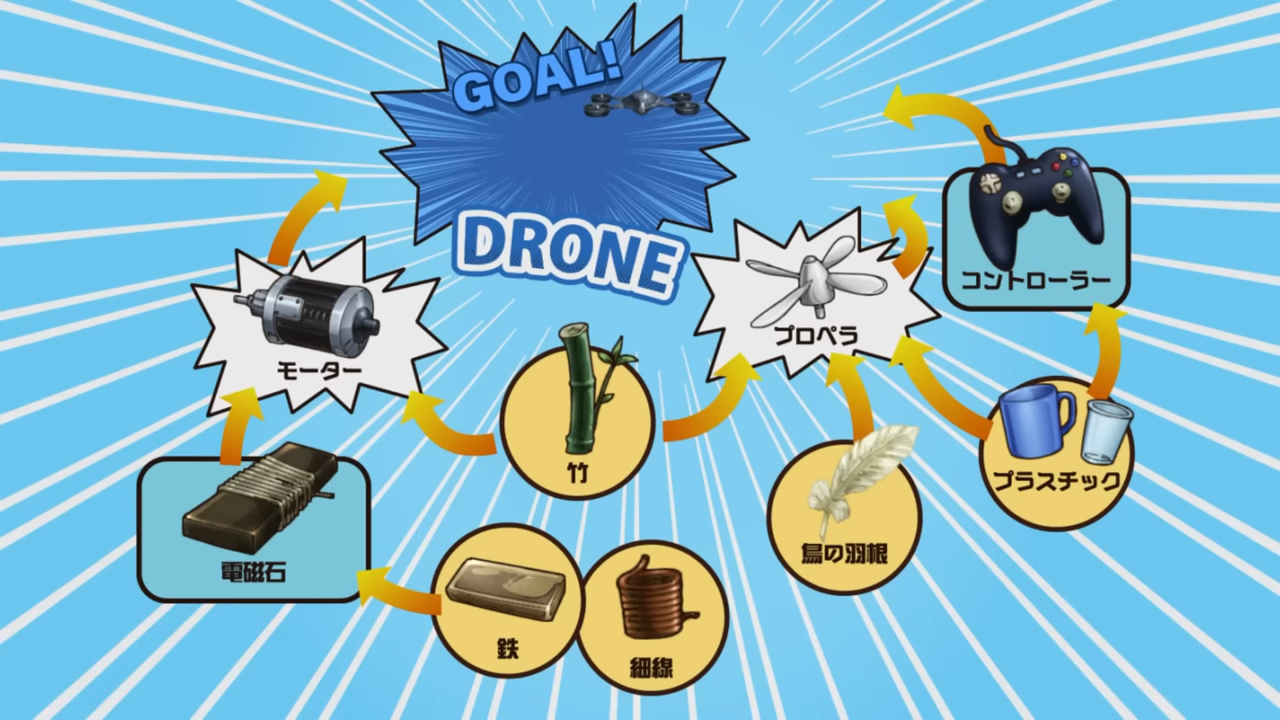 GOAL!
DRONE
コントローラー
プロペラ
モーター
竹
プラスチック
鳥の羽根
電磁石
鉄
細線